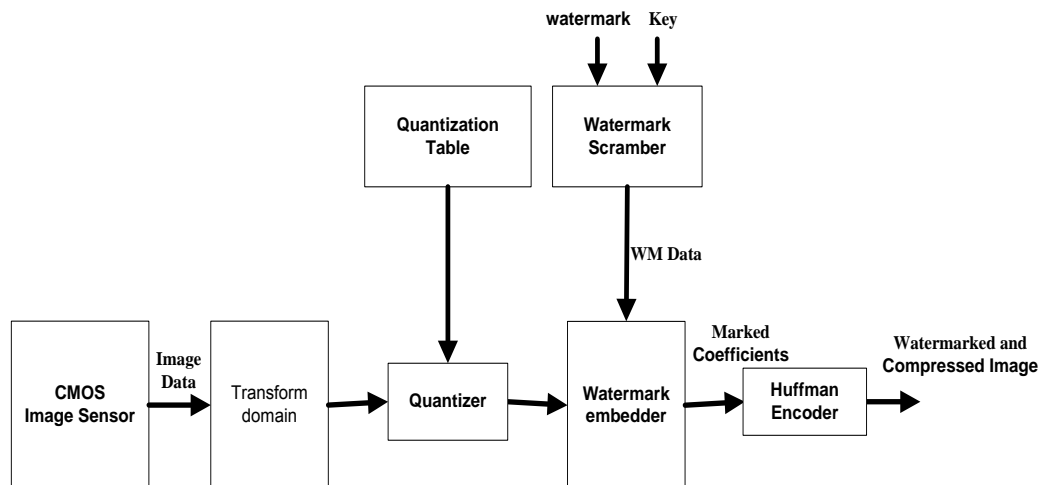 watermark
Key
Quantization
Table
Watermark
Scramber
WM Data
CMOS
Image Sensor
Image
Data
Transform
domain
Quantizer
Watermark
embedder
Marked
Coefficients
Huffman
Encoder
Watermarked and
Compressed Image